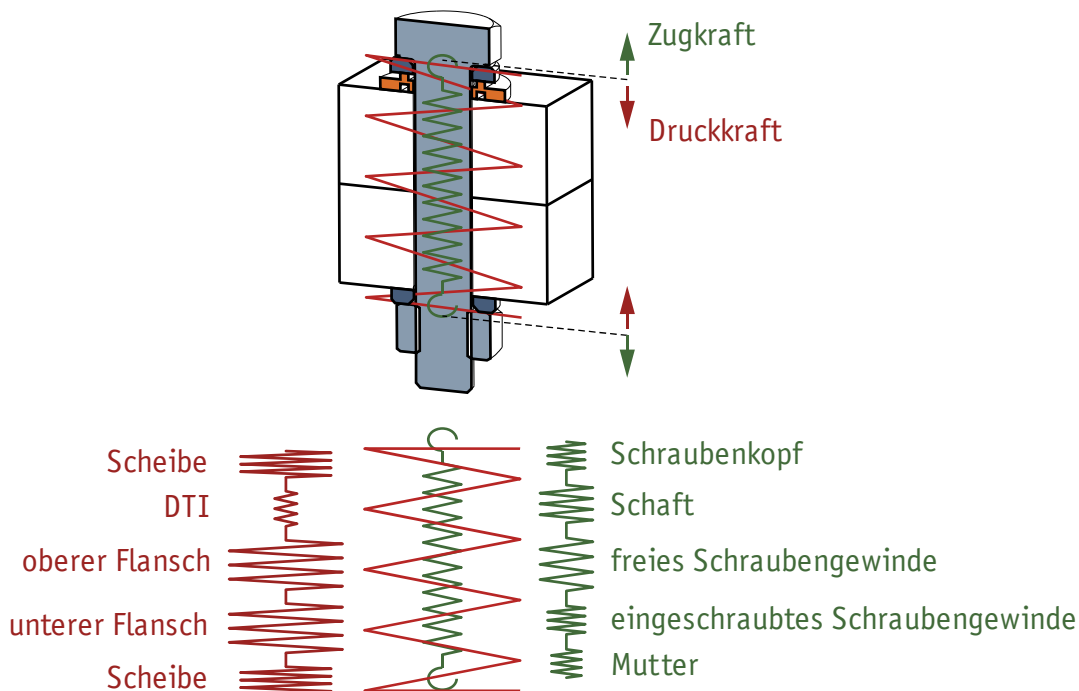 Zugkraft
Druckkraft
Scheibe
DTI
oberer Flansch
unterer Flansch
Scheibe
Schraubenkopf
Schaft
freies Schraubengewinde
eingeschraubtes Schraubengewinde
Mutter